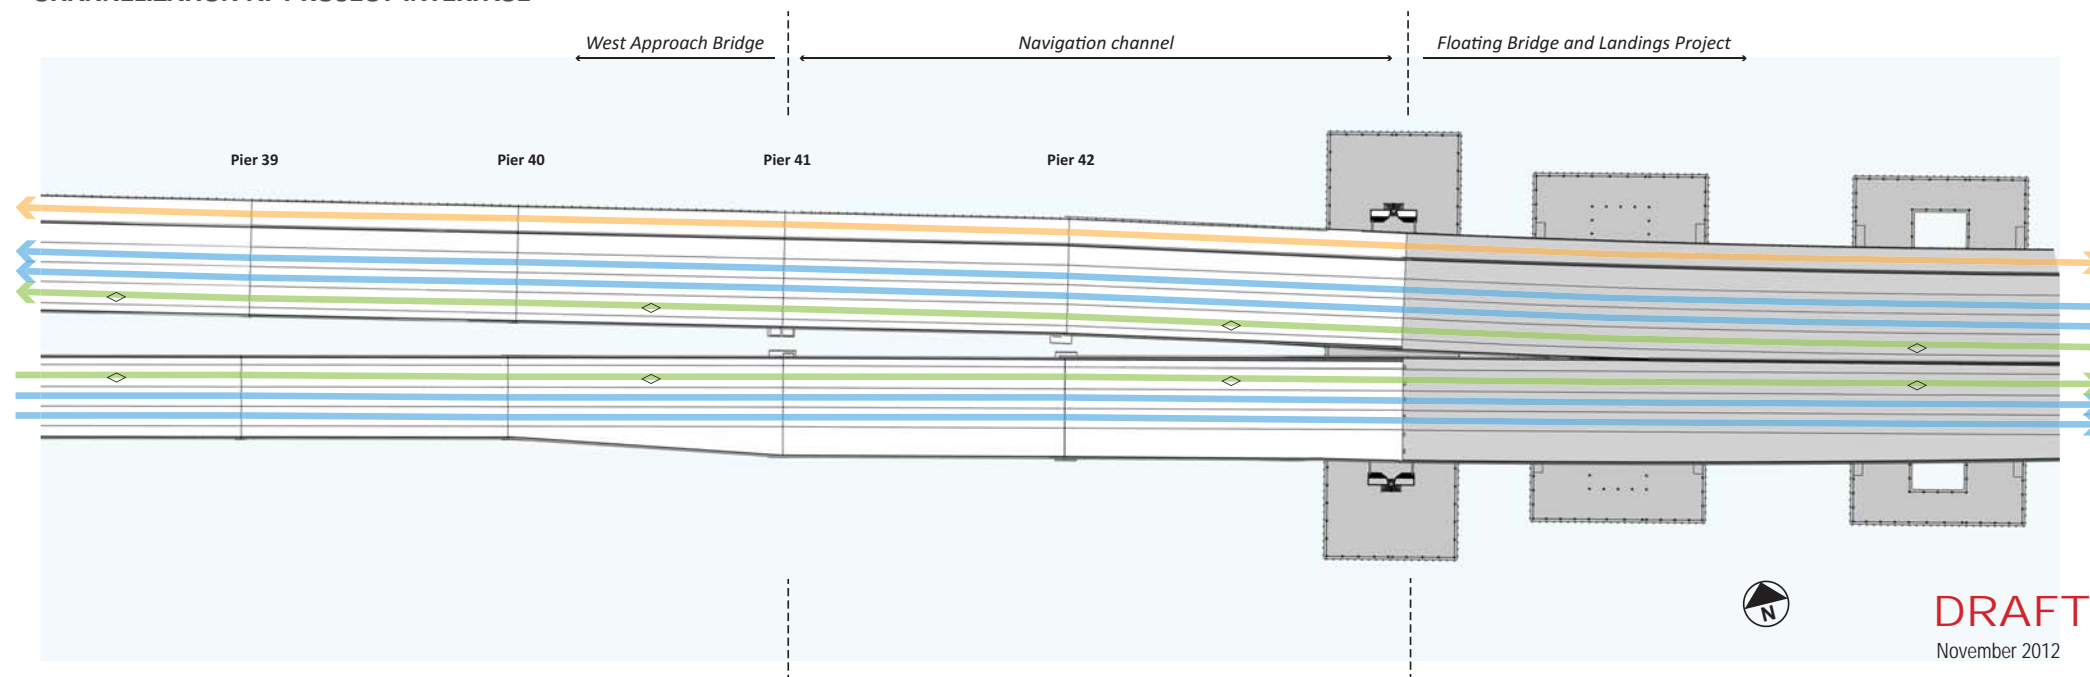 West Approach Bridge
Navigation channel
Floating Bridge and Landings Project
Pier 39
Pier 40
Pier 41
Pier 42
N
DRAFT
November 2012